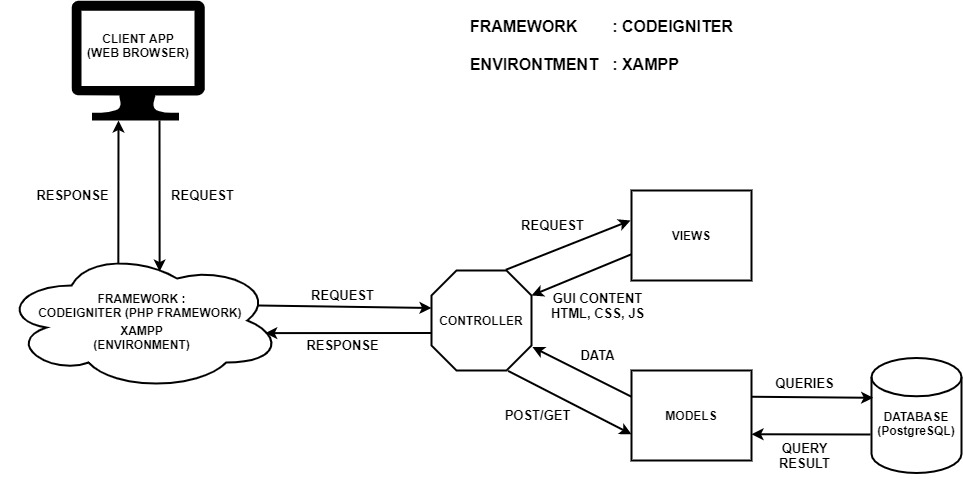 CLIENT APP
(WEB BROWSER)
FRAMEWORK : CODEIGNITER
ENVIRONTMENT : XAMPP
RESPONSE
REQUEST
FRAMEWORK :
CODEIGNITER (PHP FRAMEWORK)
XAMPP
(ENVIRONMENT)
REQUEST
RESPONSE
CONTROLLER
REQUEST
VIEWS
GUI CONTENT
HTML, CSS, JS
DATA
POST/GET
MODELS
QUERIES
QUERY
RESULT
DATABASE
(PostgreSQL)